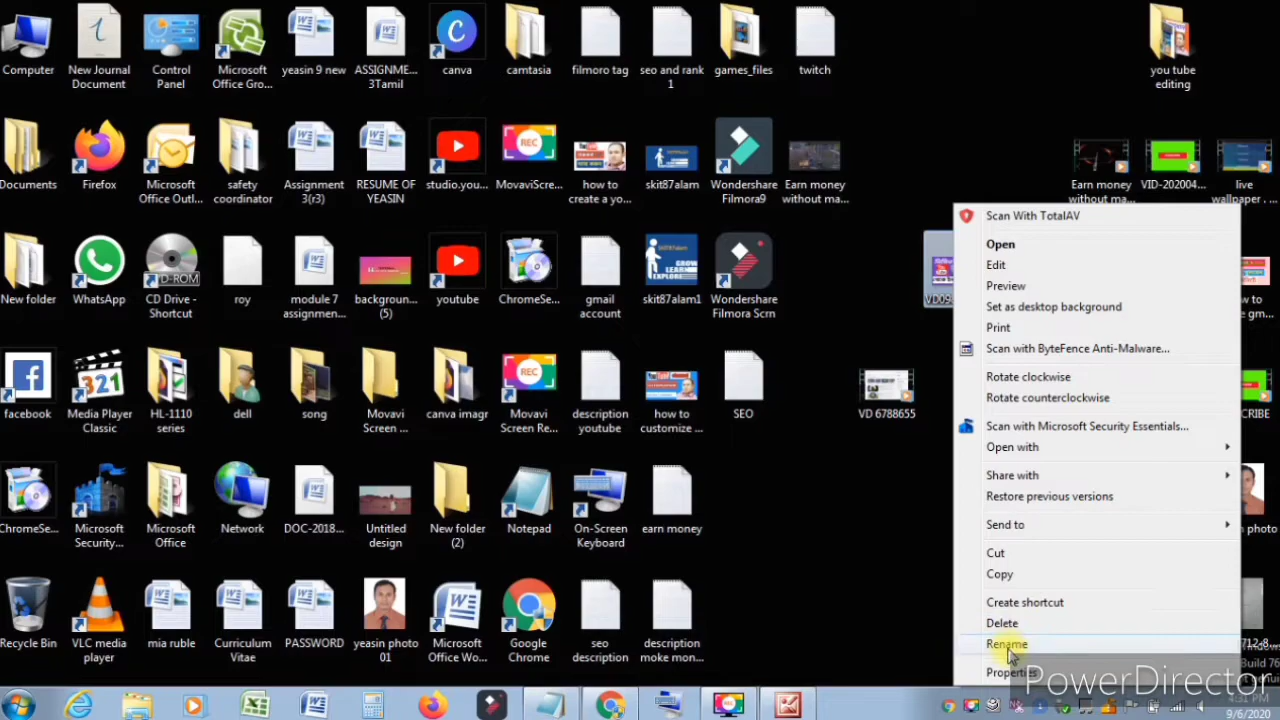 Computer
New Journal
Document
Control
Panel
Microsoft
Office Gro...
yeasin 9 new
ASSIGNME...
3Tamil
canva
camtasia
filmoro tag
seo and rank
1
games_files
twitch
you tube
editing
Documents
Firefox
Microsoft
Office Outl...
safety
coordinator
Assignment
3(r3)
RESUME OF
YEASIN
studio.you...
MovaviScre...
how to
create a yo...
skit87alam
Wondershare
Filmora9
Earn money
without ma...
Earn money
without ma...
VID-202004...
live
wallpaper . ...
New folder
WhatsApp
CD Drive -
Shortcut
roy
module 7
assignmen...
backgroun...
(5)
youtube
ChromeSe...
gmail
account
skit87alam1
Wondershare
Filmora Scrn
facebook
Media Player
Classic
HL-1110
series
dell
song
Movavi
Screen ...
canva imagr
Movavi
Screen Re...
description
youtube
how to
customize ...
SEO
VD 6788655
ChromeSe...
Microsoft
Security...
Microsoft
Office
Network
DOC-2018...
Untitled
design
New folder
(2)
Notepad
On-Screen
Keyboard
earn money
Recycle Bin
VLC media
player
mia ruble
Curriculum
Vitae
PASSWORD
yeasin photo
01
Microsoft
Office Wo...
Google
Chrome
seo
description
description
moke mon...
Scan With TotalAV
Open
Edit
Preview
Set as desktop background
Print
Scan with ByteFence Anti-Malware...
Rotate clockwise
Rotate counterclockwise
Scan with Microsoft Security Essentials...
Open with
Share with
Restore previous versions
Send to
Cut
Copy
Create shortcut
Delete
Rename
Properties
PowerDirector
4:31 PM
9/6/2020